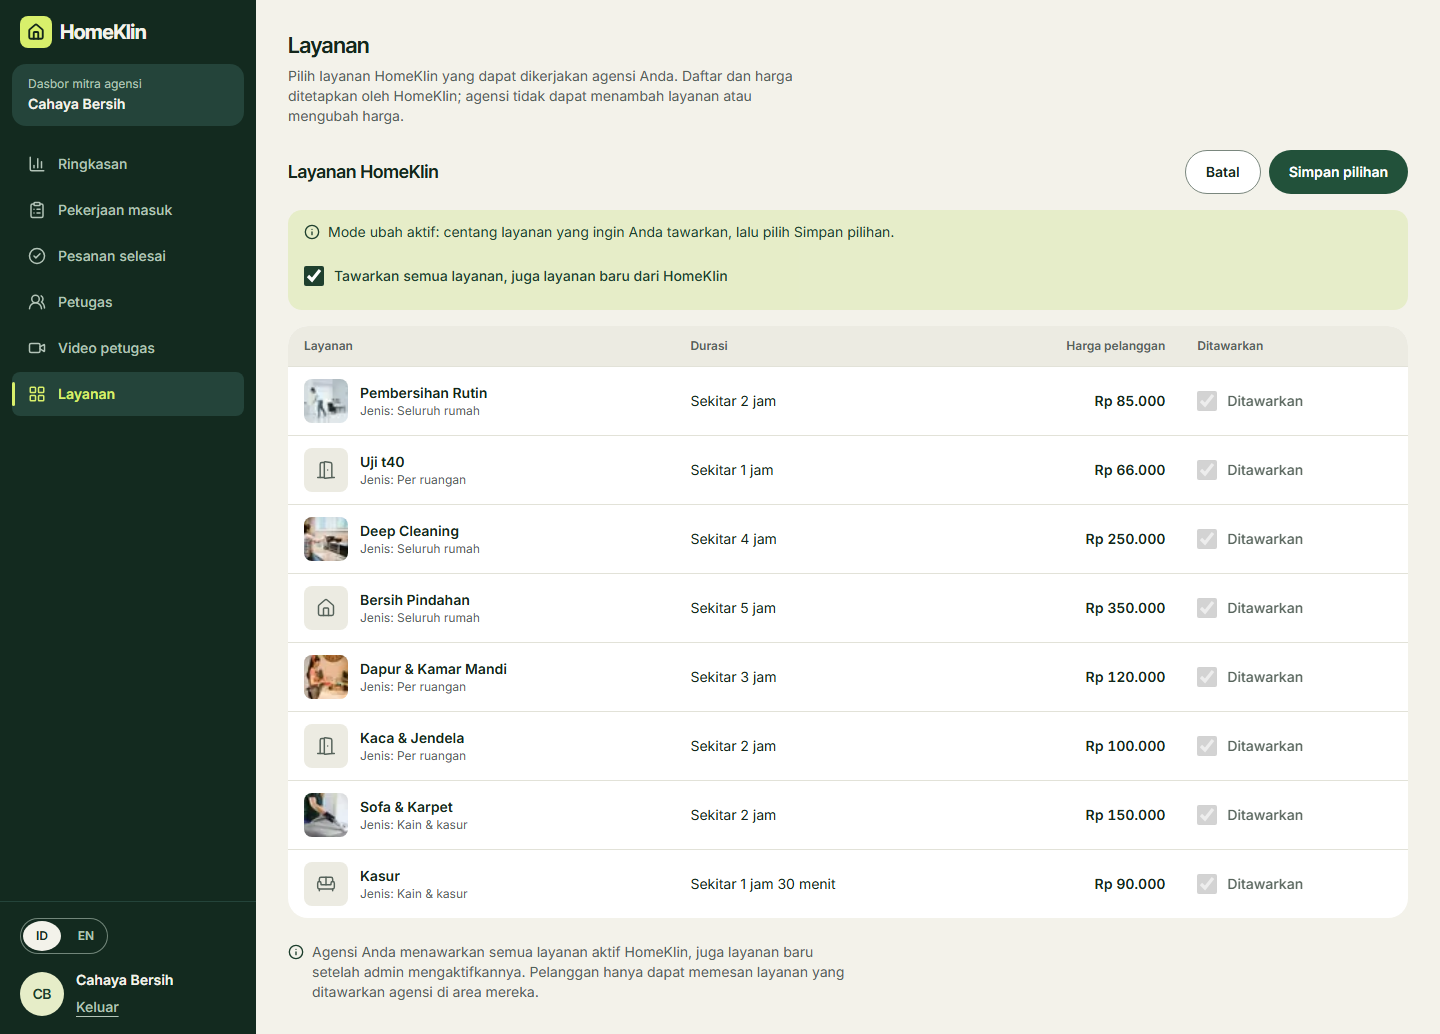 HomeKlin
Dasbor mitra agensi
Cahaya Bersih
Ringkasan
Pekerjaan masuk
Pesanan selesai
Petugas
Video petugas
Layanan
ID
EN
CB
Cahaya Bersih
Keluar
Layanan
Pilih layanan HomeKlin yang dapat dikerjakan agensi Anda. Daftar dan harga
ditetapkan oleh HomeKlin; agensi tidak dapat menambah layanan atau
mengubah harga.
Layanan HomeKlin
Batal
Simpan pilihan
Mode ubah aktif: centang layanan yang ingin Anda tawarkan, lalu pilih Simpan pilihan.
Tawarkan semua layanan, juga layanan baru dari HomeKlin
Layanan Durasi Harga pelanggan Ditawarkan
Pembersihan Rutin
Jenis: Seluruh rumah
Sekitar 2 jam Rp 85.000 Ditawarkan
Uji t40
Jenis: Per ruangan
Sekitar 1 jam Rp 66.000 Ditawarkan
Deep Cleaning
Jenis: Seluruh rumah
Sekitar 4 jam Rp 250.000 Ditawarkan
Bersih Pindahan
Jenis: Seluruh rumah
Sekitar 5 jam Rp 350.000 Ditawarkan
Dapur & Kamar Mandi
Jenis: Per ruangan
Sekitar 3 jam Rp 120.000 Ditawarkan
Kaca & Jendela
Jenis: Per ruangan
Sekitar 2 jam Rp 100.000 Ditawarkan
Sofa & Karpet
Jenis: Kain & kasur
Sekitar 2 jam Rp 150.000 Ditawarkan
Kasur
Jenis: Kain & kasur
Sekitar 1 jam 30 menit Rp 90.000 Ditawarkan
Agensi Anda menawarkan semua layanan aktif HomeKlin, juga layanan baru
setelah admin mengaktifkannya. Pelanggan hanya dapat memesan layanan yang
ditawarkan agensi di area mereka.